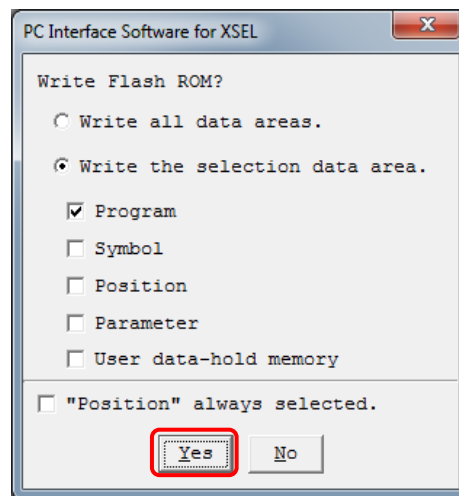 PC Interface Software for XSEL
Write Flash ROM?
Write all data areas.
Write the selection data area.
Program
Symbol
Position
Parameter
User data-hold memory
"Position" always selected.
Yes No